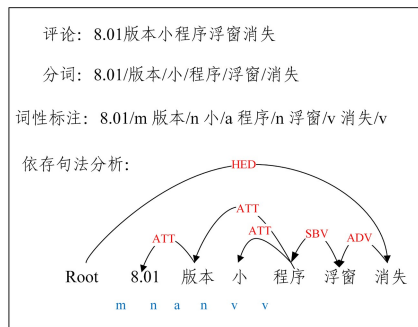 评论：8.01版本小程序浮窗消失
分词：8.01/版本/小/程序/浮窗/消失
词性标注：8.01/m 版本/n 小/a 程序/n 浮窗/v 消失/v
依存句法分析：
HED
ATT
ATT ATT SBV ADV
Root 8.01 版本 小 程序 浮窗 消失
m n a n v v